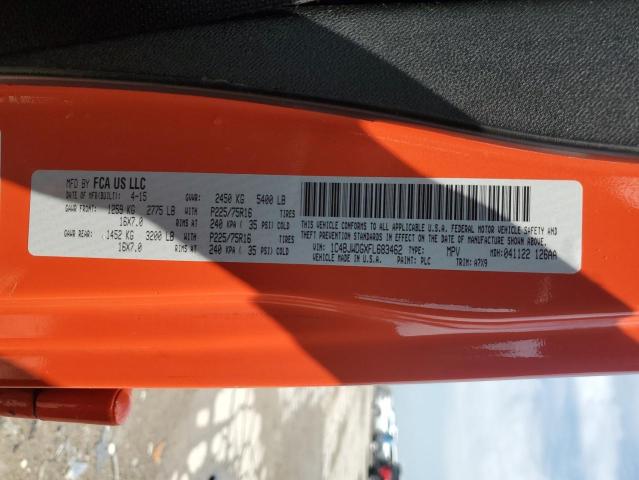 MFD BY FCA US LLC
DATE OF MFR(BUILT): 4-15 GVWR: 2450 KG 5400 LB
GAWR FRONT: 1259 KG 2775 LB WITH P225/75R16 TIRES
16X7.0 RIMS AT 240 KPA ( 35 PSI) COLD
GAWR REAR: 1452 KG 3200 LB WITH P225/75R16 TIRES
16X7.0 RIMS AT 240 KPA ( 35 PSI) COLD
THIS VEHICLE CONFORMS TO ALL APPLICABLE U.S.A. FEDERAL MOTOR VEHICLE SAFETY AND
THEFT PREVENTION STANDARDS IN EFFECT ON THE DATE OF MANUFACTURE SHOWN ABOVE.
VIN: 1C4BJWDGXFL683462 TYPE: MPV MDH: 041122 126AA
VEHICLE MADE IN U.S.A. PAINT: PLC TRIM: A7X9